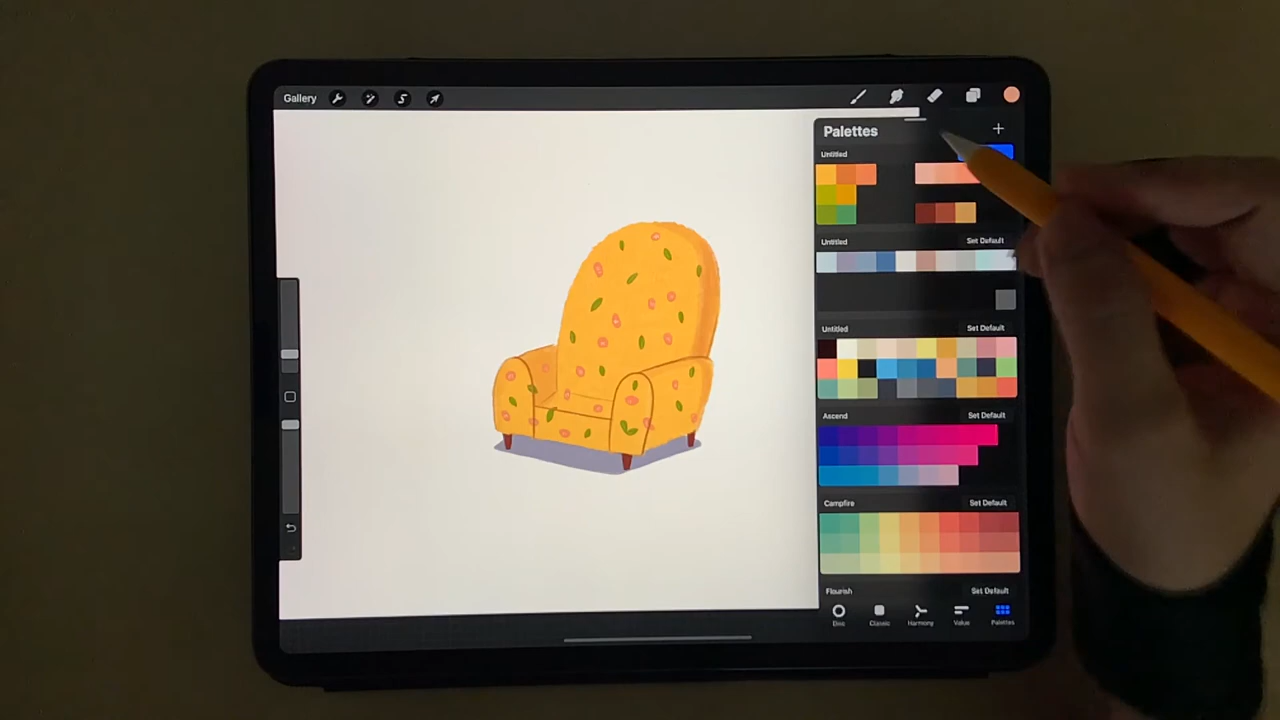 Gallery
Palettes
Untitled
Untitled Set Default
Untitled Set Default
Ascend Set Default
Campfire Set Default
Flourish Set Default
Disc Classic Harmony Value Palettes